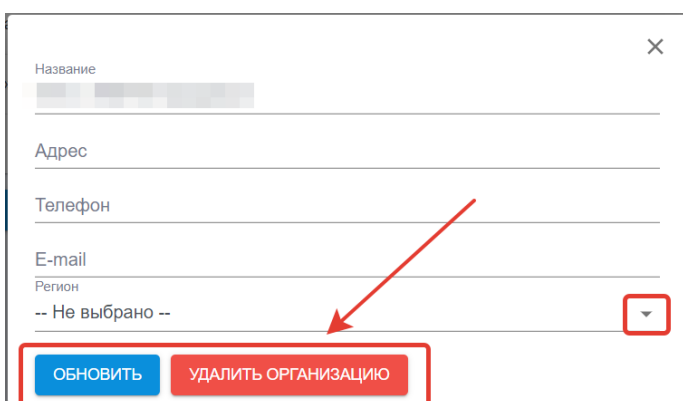 Название
Адрес
Телефон
E-mail
Регион
-- Не выбрано --
ОБНОВИТЬ УДАЛИТЬ ОРГАНИЗАЦИЮ